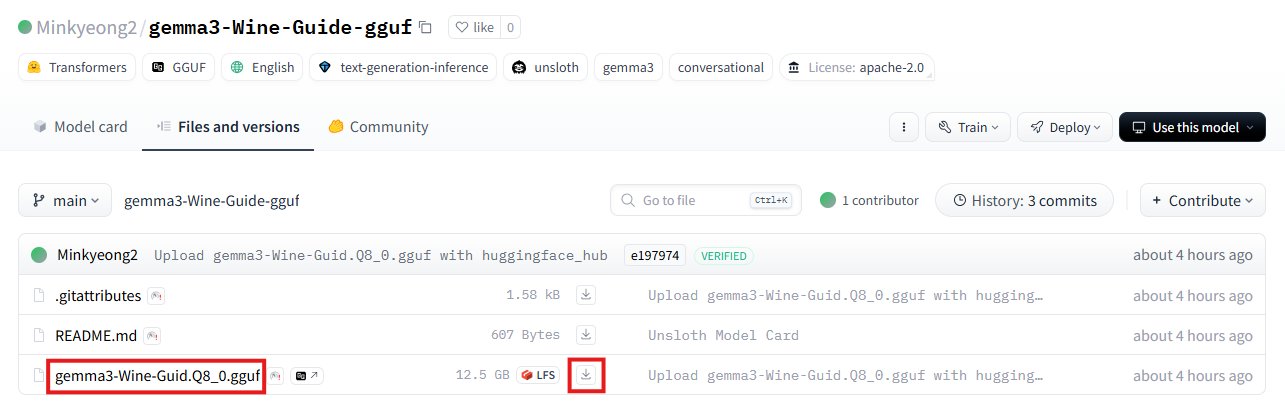 Minkyeong2/gemma3-Wine-Guide-gguf like 0
Transformers GGUF English text-generation-inference unsloth gemma3 conversational License: apache-2.0
Model card Files and versions Community Train Deploy Use this model
main gemma3-Wine-Guide-gguf Go to file Ctrl+K 1 contributor History: 3 commits + Contribute
Minkyeong2 Upload gemma3-Wine-Guid.Q8_0.gguf with huggingface_hub e197974 VERIFIED about 4 hours ago
.gitattributes 1.58 kB Upload gemma3-Wine-Guid.Q8_0.gguf with hugging… about 4 hours ago
README.md 607 Bytes Unsloth Model Card about 4 hours ago
gemma3-Wine-Guid.Q8_0.gguf 12.5 GB LFS Upload gemma3-Wine-Guid.Q8_0.gguf with hugging… about 4 hours ago